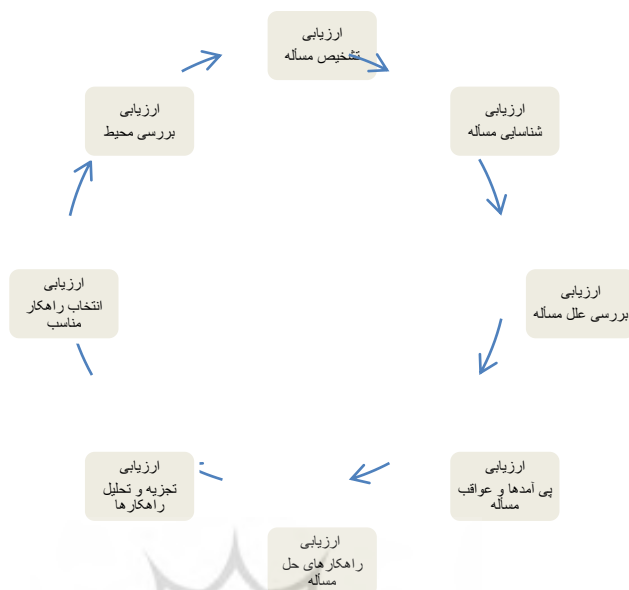 ارزیابی
تشخیص مسأله
ارزیابی
شناسایی مسأله
ارزیابی
بررسی علل مسأله
ارزیابی
پی آمدها و عواقب
مسأله
ارزیابی
راهکارهای حل
مسأله
ارزیابی
تجزیه و تحلیل
راهکارها
ارزیابی
انتخاب راهکار
مناسب
ارزیابی
بررسی محیط